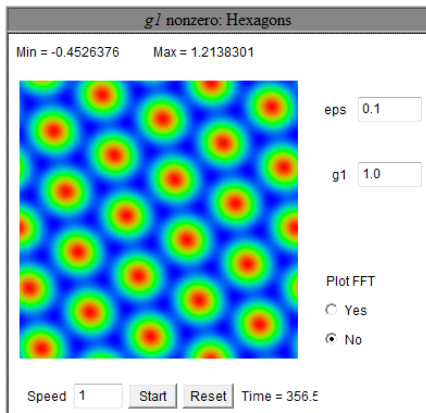 g1 nonzero: Hexagons
Min = -0.4526376 Max = 1.2138301
eps 0.1
g1 1.0
Plot FFT
Yes
No
Speed 1 Start Reset Time = 356.5